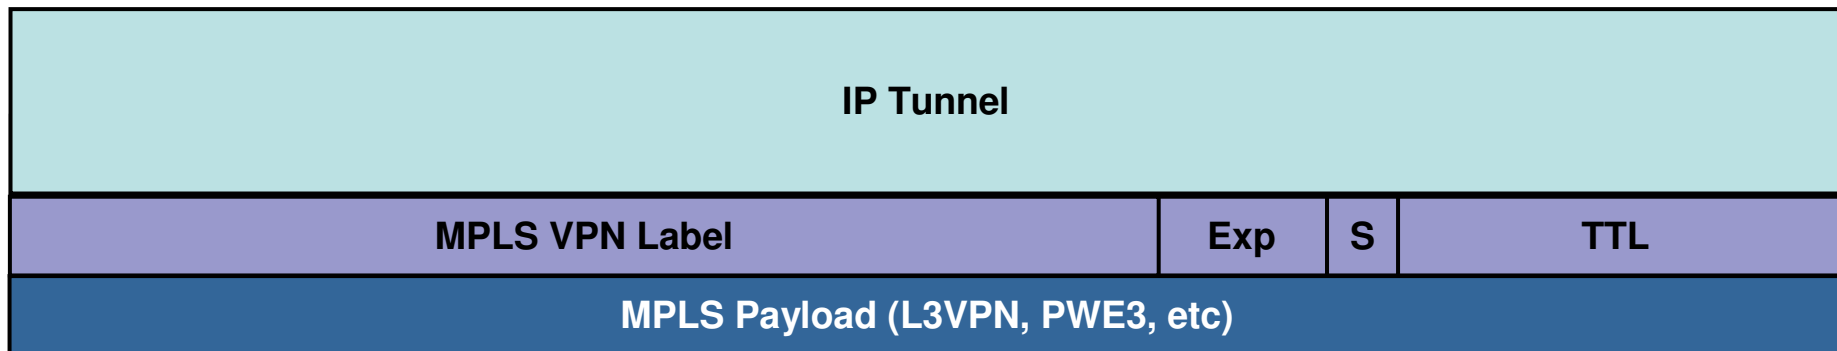 IP Tunnel
MPLS VPN Label Exp S TTL
MPLS Payload (L3VPN, PWE3, etc)